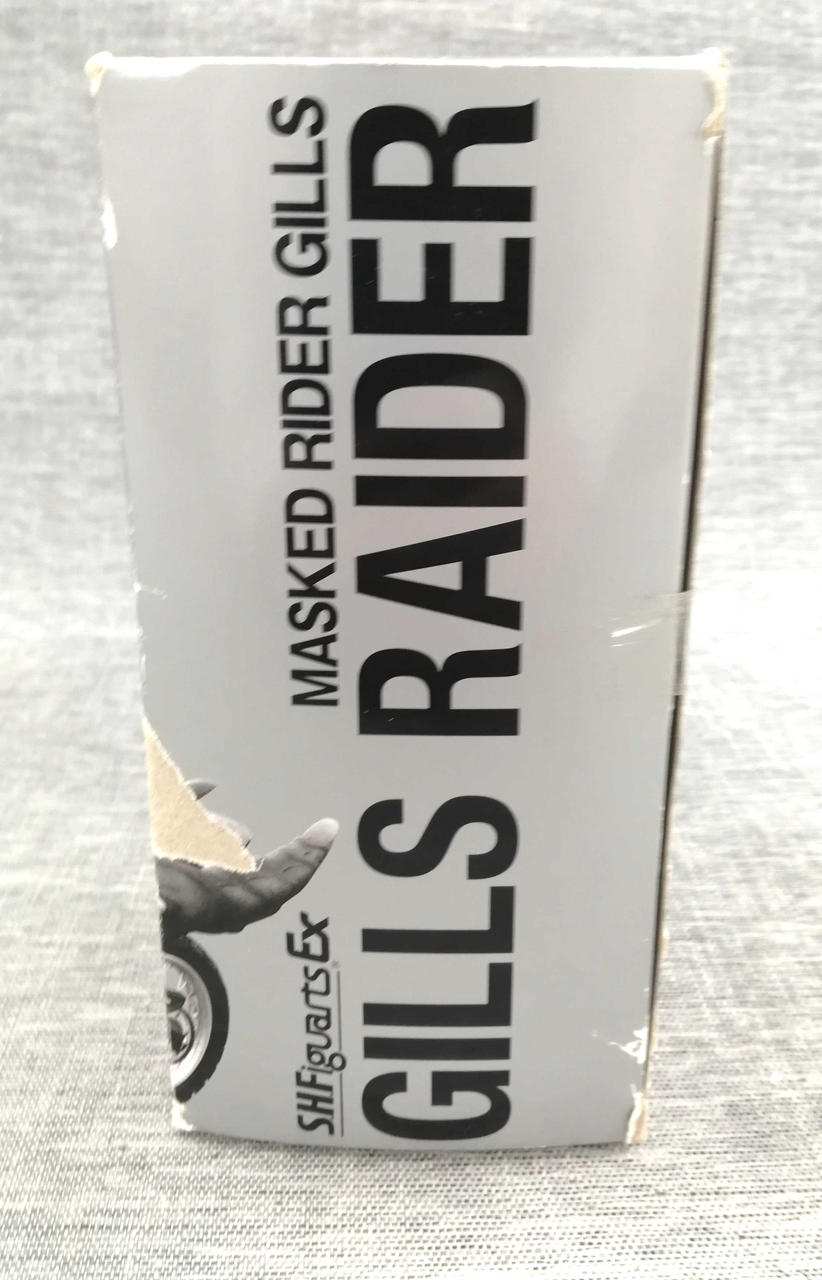 MASKED RIDER GILLS
S.H.Figuarts Ex
GILLS RAIDER